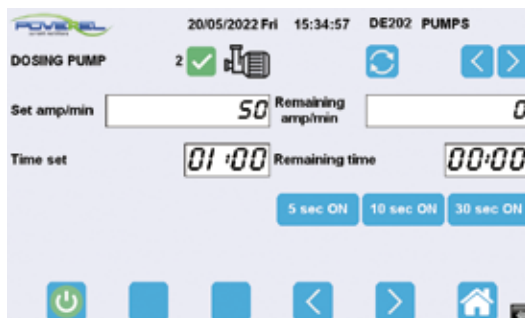 POVEREL
20/05/2022 Fri 15:34:57 DE202 PUMPS
DOSING PUMP 2
Set amp/min 50 Remaining amp/min 0
Time set 01:00 Remaining time 00:00
5 sec ON 10 sec ON 30 sec ON